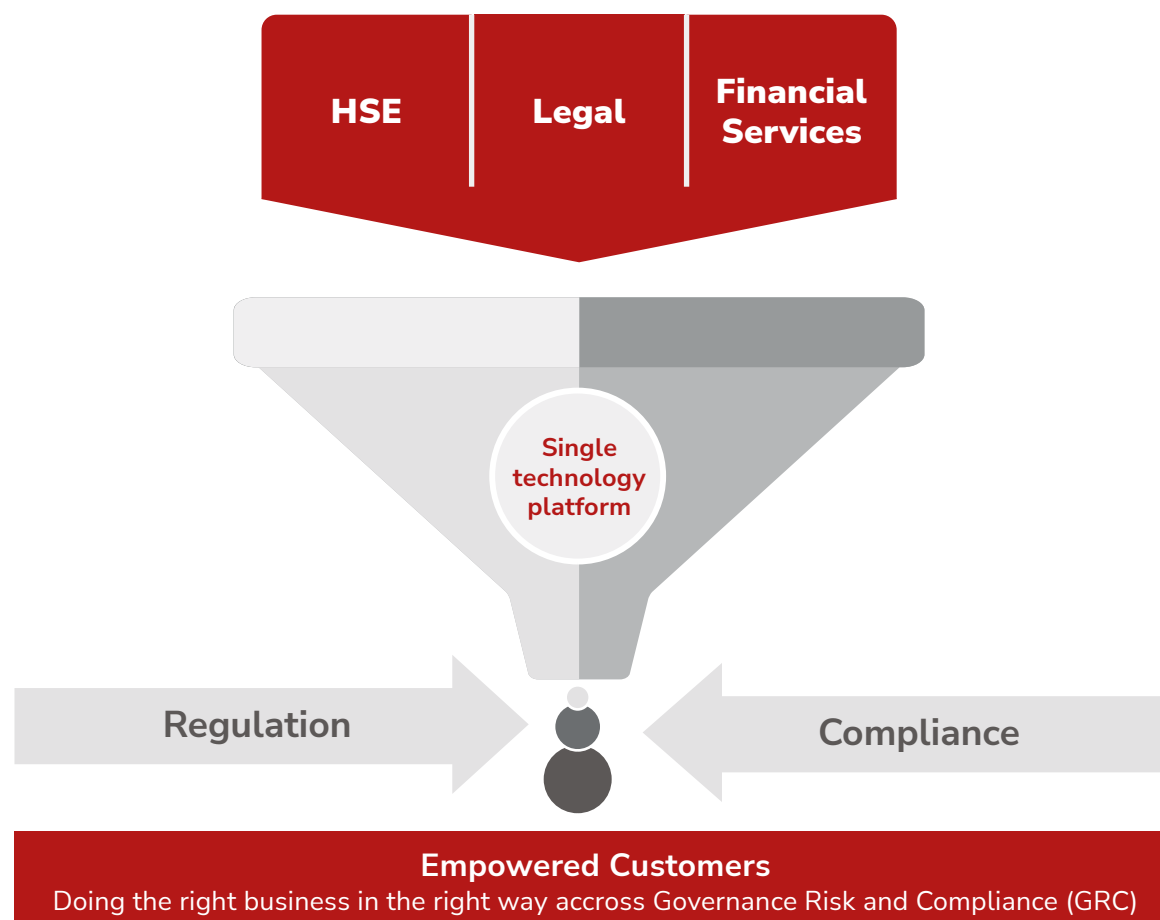 HSE
Legal
Financial
Services
Single
technology
platform
Regulation
Compliance
Empowered Customers
Doing the right business in the right way accross Governance Risk and Compliance (GRC)